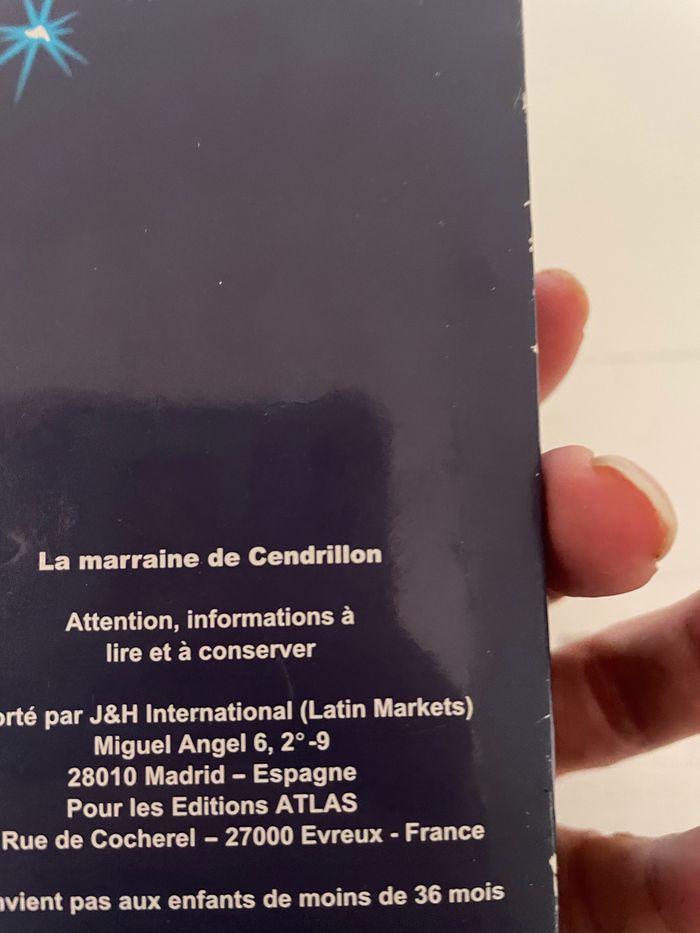 La marraine de Cendrillon
Attention, informations à
lire et à conserver
par J&H International (Latin Markets)
Miguel Angel 6, 2°-9
28010 Madrid – Espagne
Pour les Editions ATLAS
Rue de Cocherel – 27000 Evreux - France
pas aux enfants de moins de 36 mois